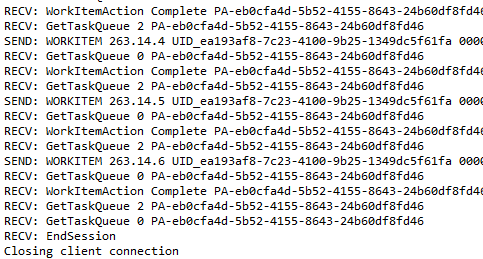 RECV: WorkItemAction Complete PA-eb0cfa4d-5b52-4155-8643-24b60df8fd46
RECV: GetTaskQueue 2 PA-eb0cfa4d-5b52-4155-8643-24b60df8fd46
SEND: WORKITEM 263.14.4 UID_ea193af8-7c23-4100-9b25-1349dc5f61fa 0000
RECV: GetTaskQueue 0 PA-eb0cfa4d-5b52-4155-8643-24b60df8fd46
RECV: WorkItemAction Complete PA-eb0cfa4d-5b52-4155-8643-24b60df8fd46
RECV: GetTaskQueue 2 PA-eb0cfa4d-5b52-4155-8643-24b60df8fd46
SEND: WORKITEM 263.14.5 UID_ea193af8-7c23-4100-9b25-1349dc5f61fa 0000
RECV: GetTaskQueue 0 PA-eb0cfa4d-5b52-4155-8643-24b60df8fd46
RECV: WorkItemAction Complete PA-eb0cfa4d-5b52-4155-8643-24b60df8fd46
RECV: GetTaskQueue 2 PA-eb0cfa4d-5b52-4155-8643-24b60df8fd46
SEND: WORKITEM 263.14.6 UID_ea193af8-7c23-4100-9b25-1349dc5f61fa 0000
RECV: GetTaskQueue 0 PA-eb0cfa4d-5b52-4155-8643-24b60df8fd46
RECV: WorkItemAction Complete PA-eb0cfa4d-5b52-4155-8643-24b60df8fd46
RECV: GetTaskQueue 2 PA-eb0cfa4d-5b52-4155-8643-24b60df8fd46
RECV: GetTaskQueue 0 PA-eb0cfa4d-5b52-4155-8643-24b60df8fd46
RECV: EndSession
Closing client connection